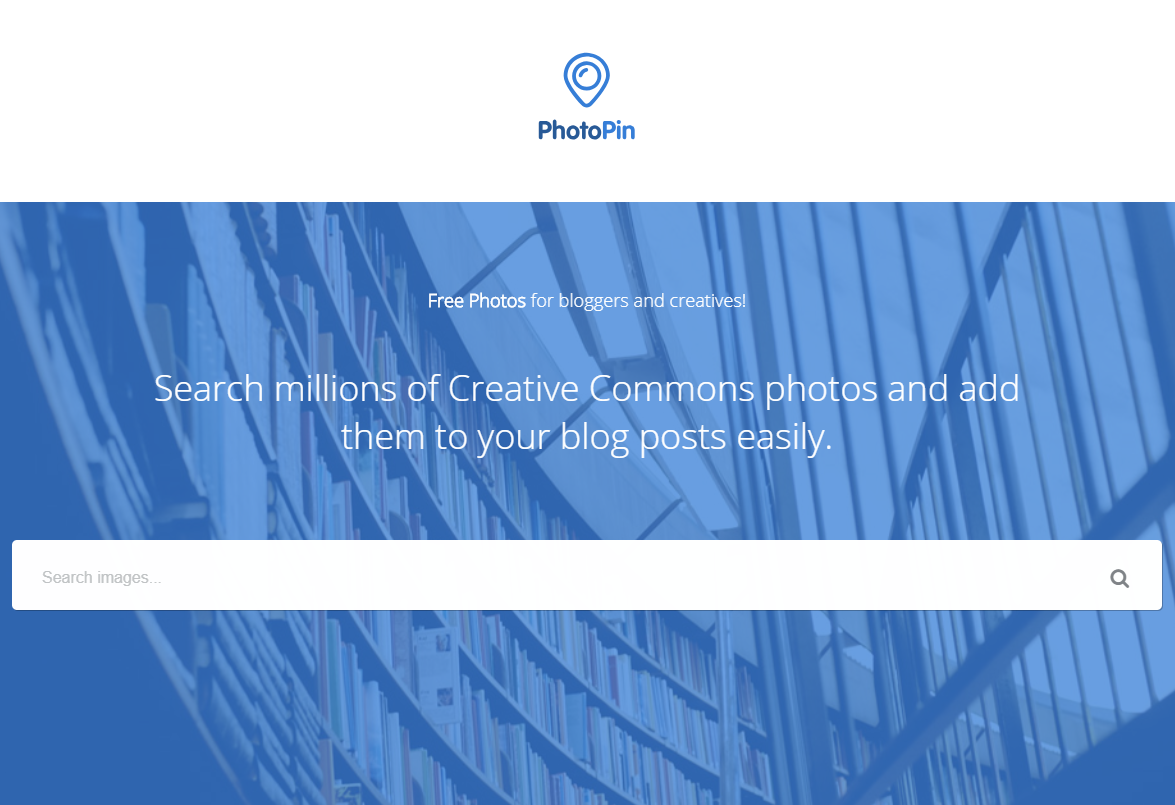 PhotoPin
Free Photos for bloggers and creatives!
Search millions of Creative Commons photos and add
them to your blog posts easily.
Search images...